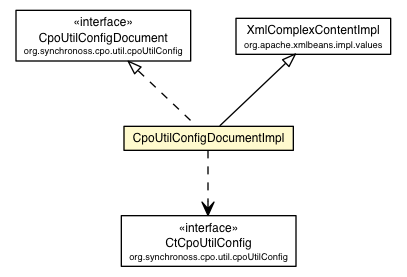 «interface»
CpoUtilConfigDocument
org.synchronoss.cpo.util.cpoUtilConfig
XmlComplexContentImpl
org.apache.xmlbeans.impl.values
CpoUtilConfigDocumentImpl
«interface»
CtCpoUtilConfig
org.synchronoss.cpo.util.cpoUtilConfig